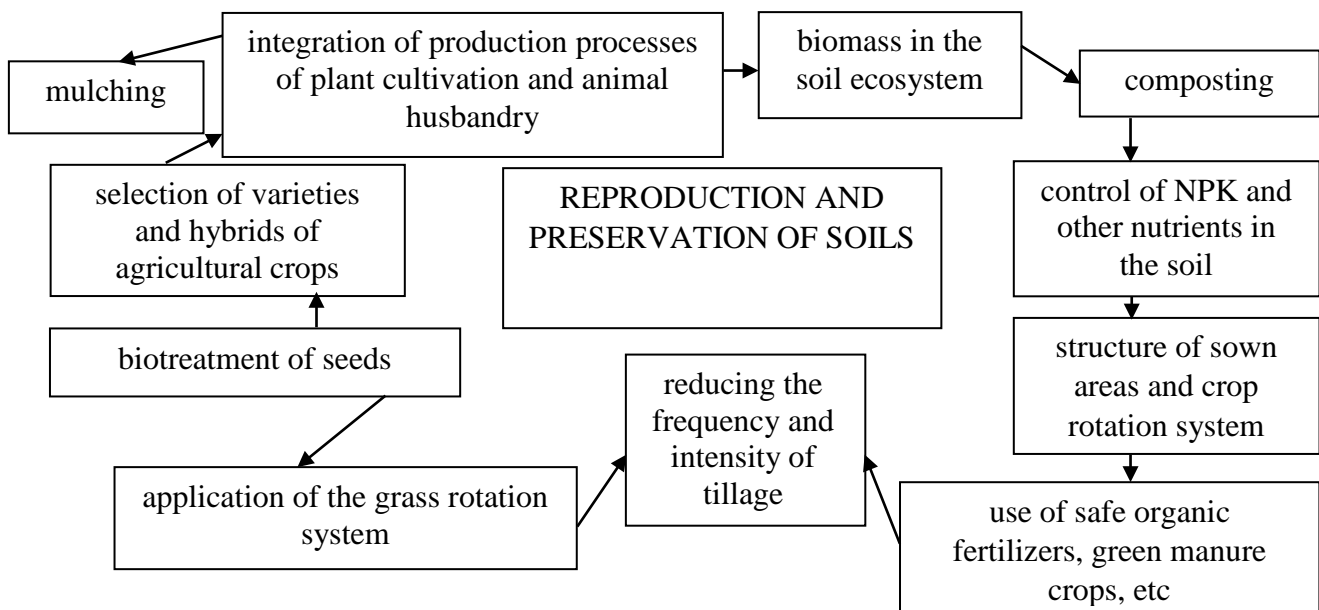 integration of production processes
of plant cultivation and animal
husbandry
biomass in the
soil ecosystem
composting
mulching
selection of varieties
and hybrids of
agricultural crops
REPRODUCTION AND
PRESERVATION OF SOILS
control of NPK and
other nutrients in
the soil
biotreatment of seeds
reducing the
frequency and
intensity of
tillage
structure of sown
areas and crop
rotation system
application of the grass rotation
system
use of safe organic
fertilizers, green manure
crops, etc